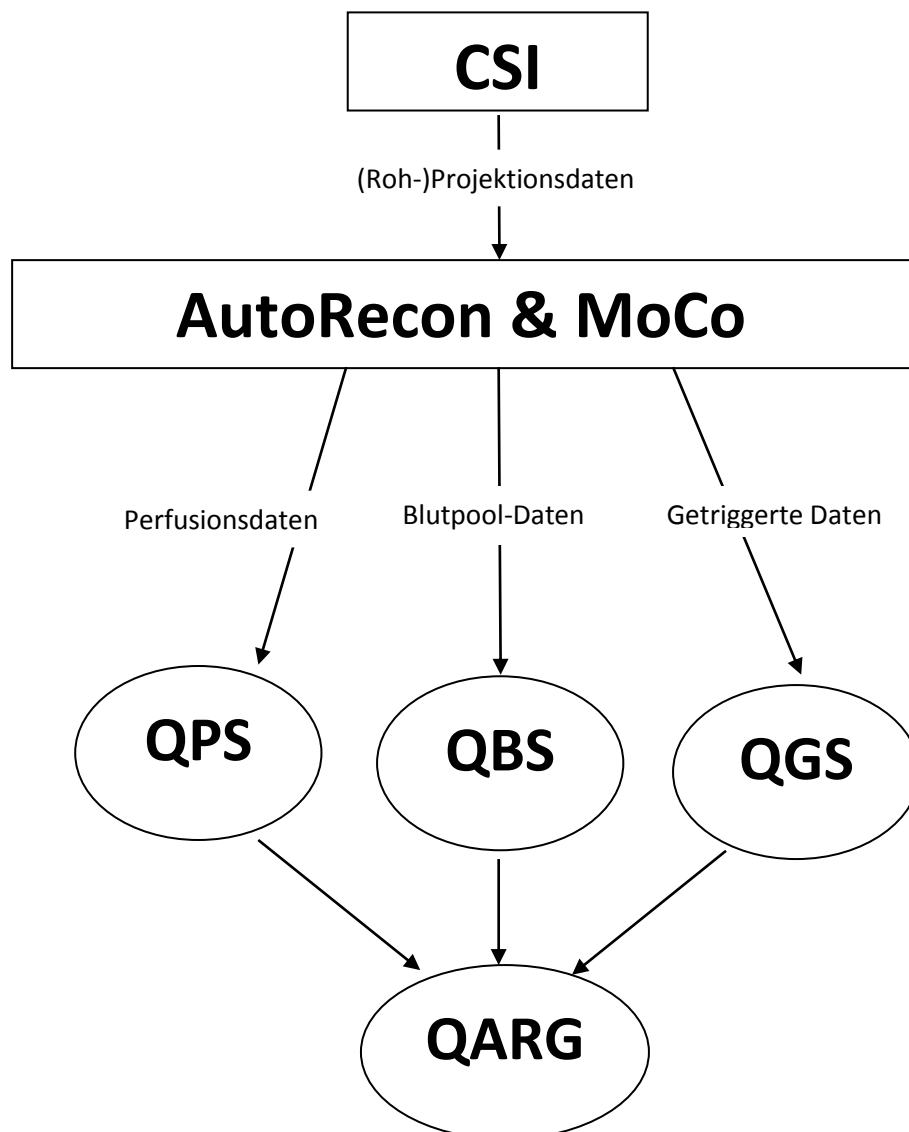 CSI
(Roh-)Projektionsdaten
AutoRecon & MoCo
Perfusionsdaten
Blutpool-Daten
Getriggerte Daten
QPS
QBS
QGS
QARG